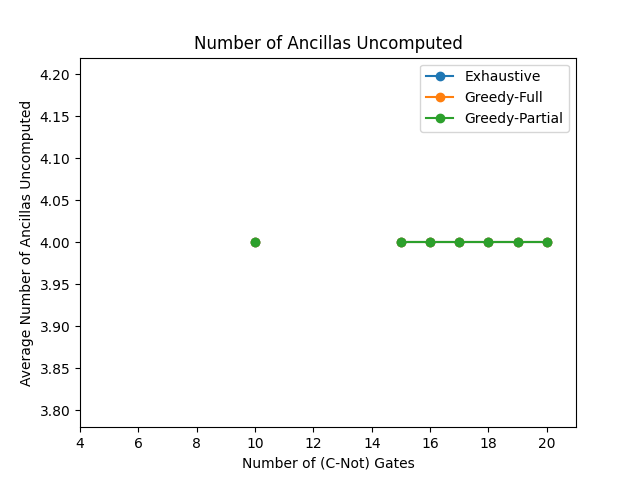 Number of Ancillas Uncomputed
Exhaustive
Greedy-Full
Greedy-Partial
Average Number of Ancillas Uncomputed
4.20
4.15
4.10
4.05
4.00
3.95
3.90
3.85
3.80
4 6 8 10 12 14 16 18 20
Number of (C-Not) Gates